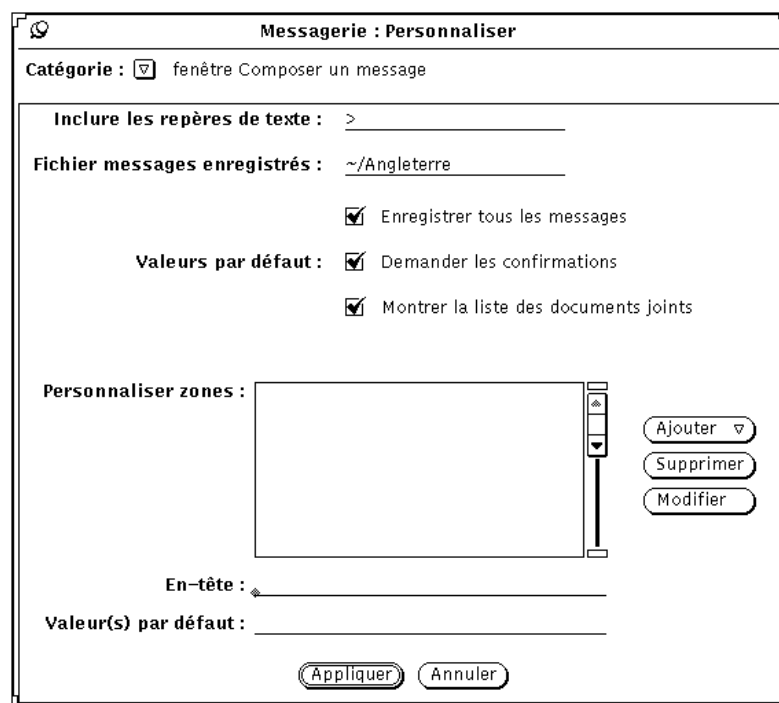 Messagerie : Personnaliser
Catégorie : fenêtre Composer un message
Inclure les repères de texte : >
Fichier messages enregistrés : ~/Angleterre
Enregistrer tous les messages
Valeurs par défaut : Demander les confirmations
Montrer la liste des documents joints
Personnaliser zones :
Ajouter
Supprimer
Modifier
En-tête :
Valeur(s) par défaut :
Appliquer Annuler